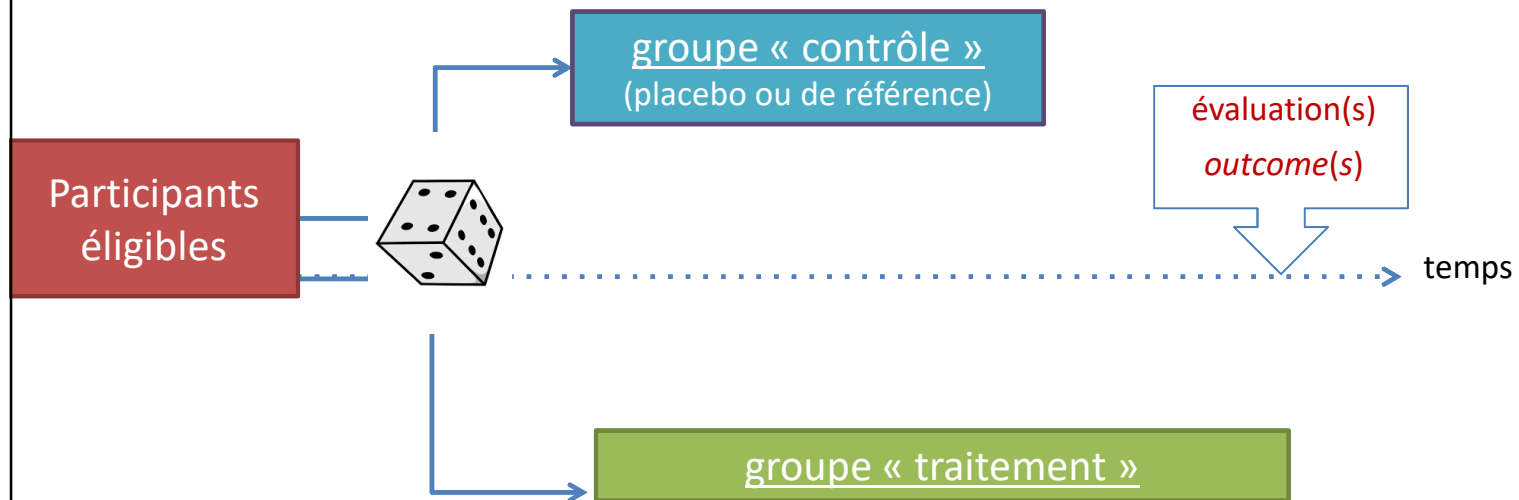 groupe « contrôle »
(placebo ou de référence)
évaluation(s)
outcome(s)
Participants
éligibles
temps
groupe « traitement »